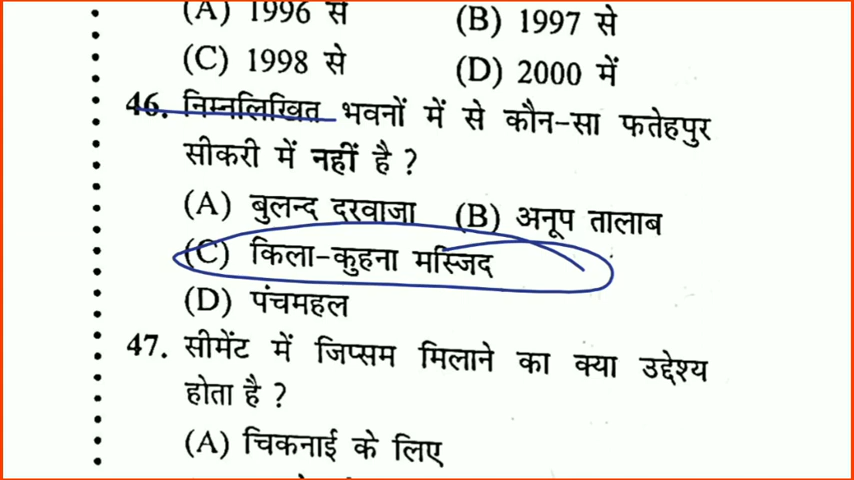 (A) 1996 से (B) 1997 से
(C) 1998 से (D) 2000 में
46. निम्नलिखित भवनों में से कौन-सा फतेहपुर
सीकरी में नहीं है ?
(A) बुलन्द दरवाजा (B) अनूप तालाब
(C) किला-कुहना मस्जिद
(D) पंचमहल
47. सीमेंट में जिप्सम मिलाने का क्या उद्देश्य
होता है ?
(A) चिकनाई के लिए